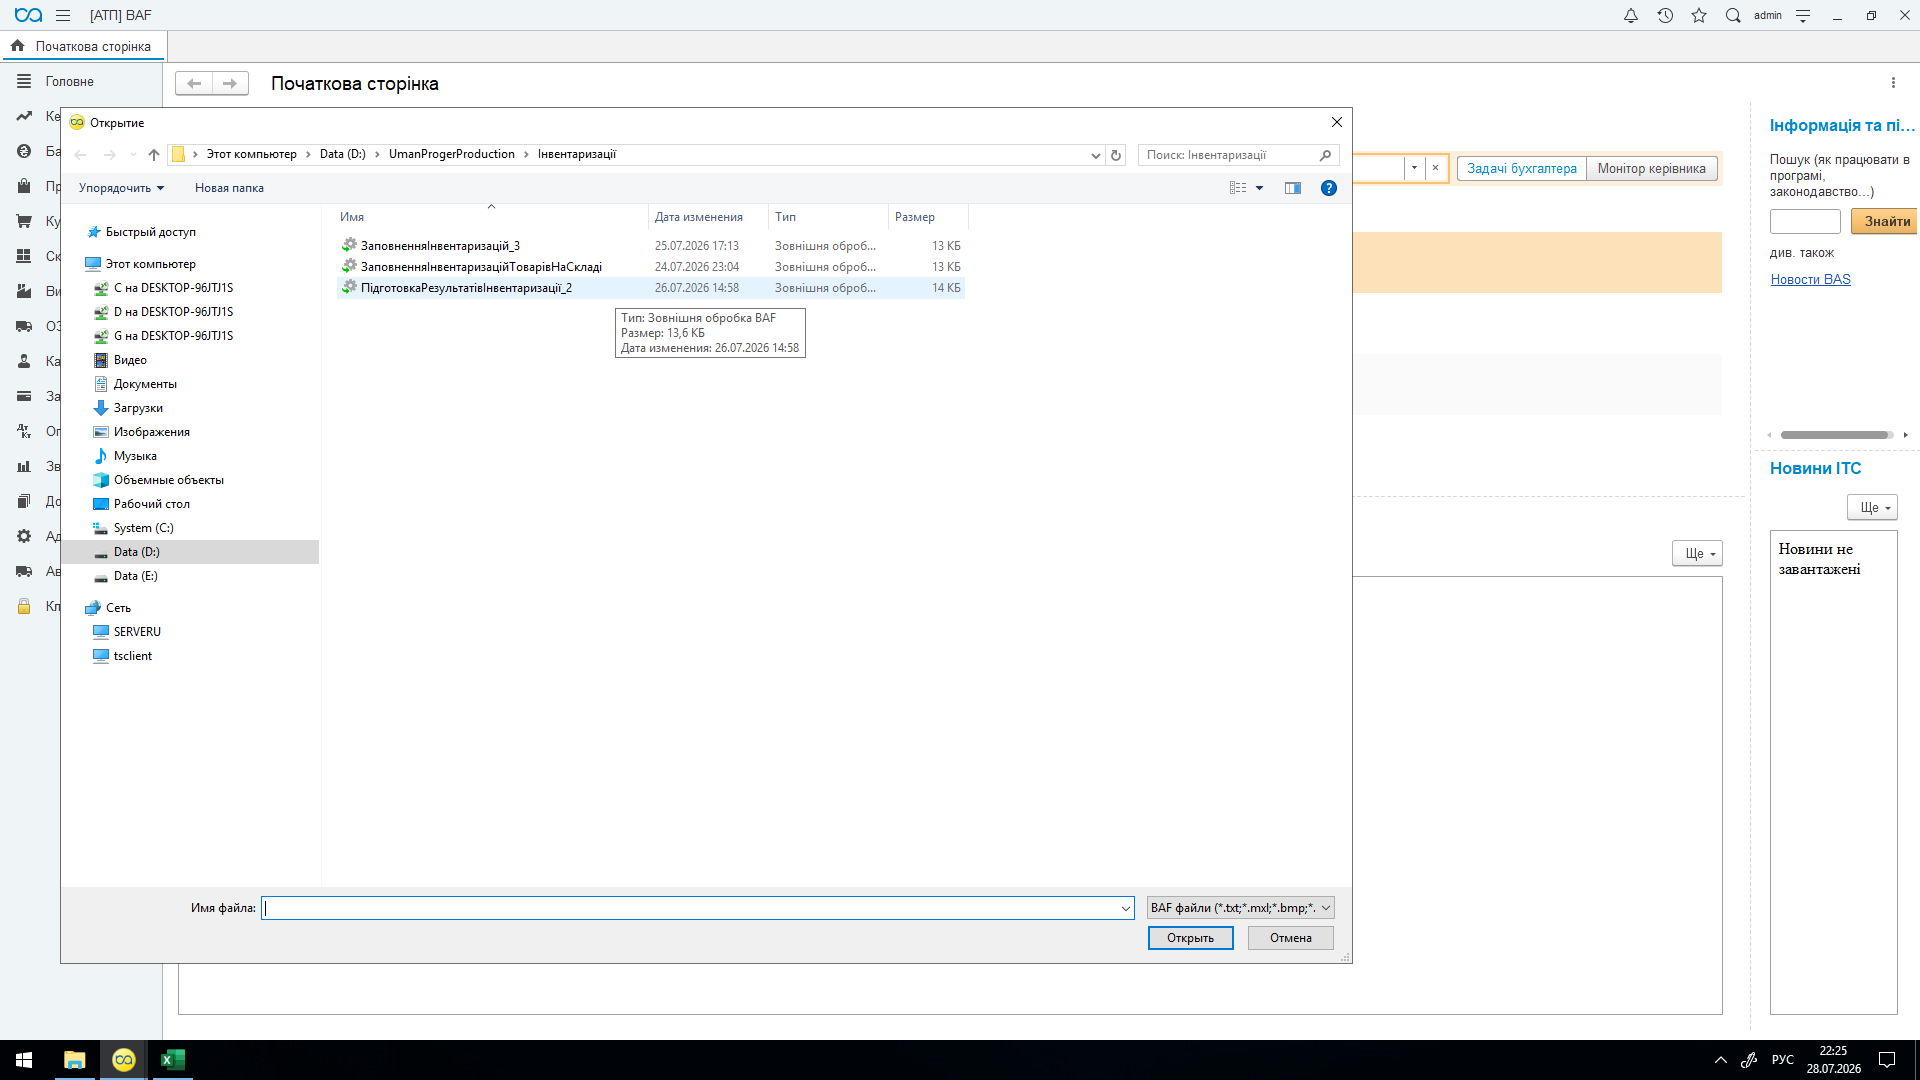 [АТП] BAF
admin
Початкова сторінка
Головне
Початкова сторінка
Ке
Ба
Пр
Ку
Ск
Ви
ОЗ
Ка
За
Оп
Зв
До
Ад
Ав
Кл
Открытие
Этот компьютер
Data (D:)
UmanProgerProduction
Інвентаризації
Поиск: Інвентаризації
Упорядочить
Новая папка
Имя
Дата изменения
Тип
Размер
ЗаповненняІнвентаризацій_3
25.07.2026 17:13
Зовнішня оброб...
13 КБ
ЗаповненняІнвентаризаційТоварівНаСкладі
24.07.2026 23:04
Зовнішня оброб...
13 КБ
ПідготовкаРезультатівІнвентаризації_2
26.07.2026 14:58
Зовнішня оброб...
14 КБ
Тип: Зовнішня обробка BAF
Размер: 13,6 КБ
Дата изменения: 26.07.2026 14:58
Быстрый доступ
Этот компьютер
C на DESKTOP-96JTJ1S
D на DESKTOP-96JTJ1S
G на DESKTOP-96JTJ1S
Видео
Документы
Загрузки
Изображения
Музыка
Объемные объекты
Рабочий стол
System (C:)
Data (D:)
Data (E:)
Сеть
SERVERU
tsclient
Имя файла:
BAF файли (*.txt;*.mxl;*.bmp;*.
Открыть
Отмена
Задачі бухгалтера
Монітор керівника
Ще
Інформація та пі...
Пошук (як працювати в
програмі,
законодавство...)
Знайти
див. також
Новости BAS
Новини ІТС
Ще
Новини не
завантажені
РУС
22:25
28.07.2026